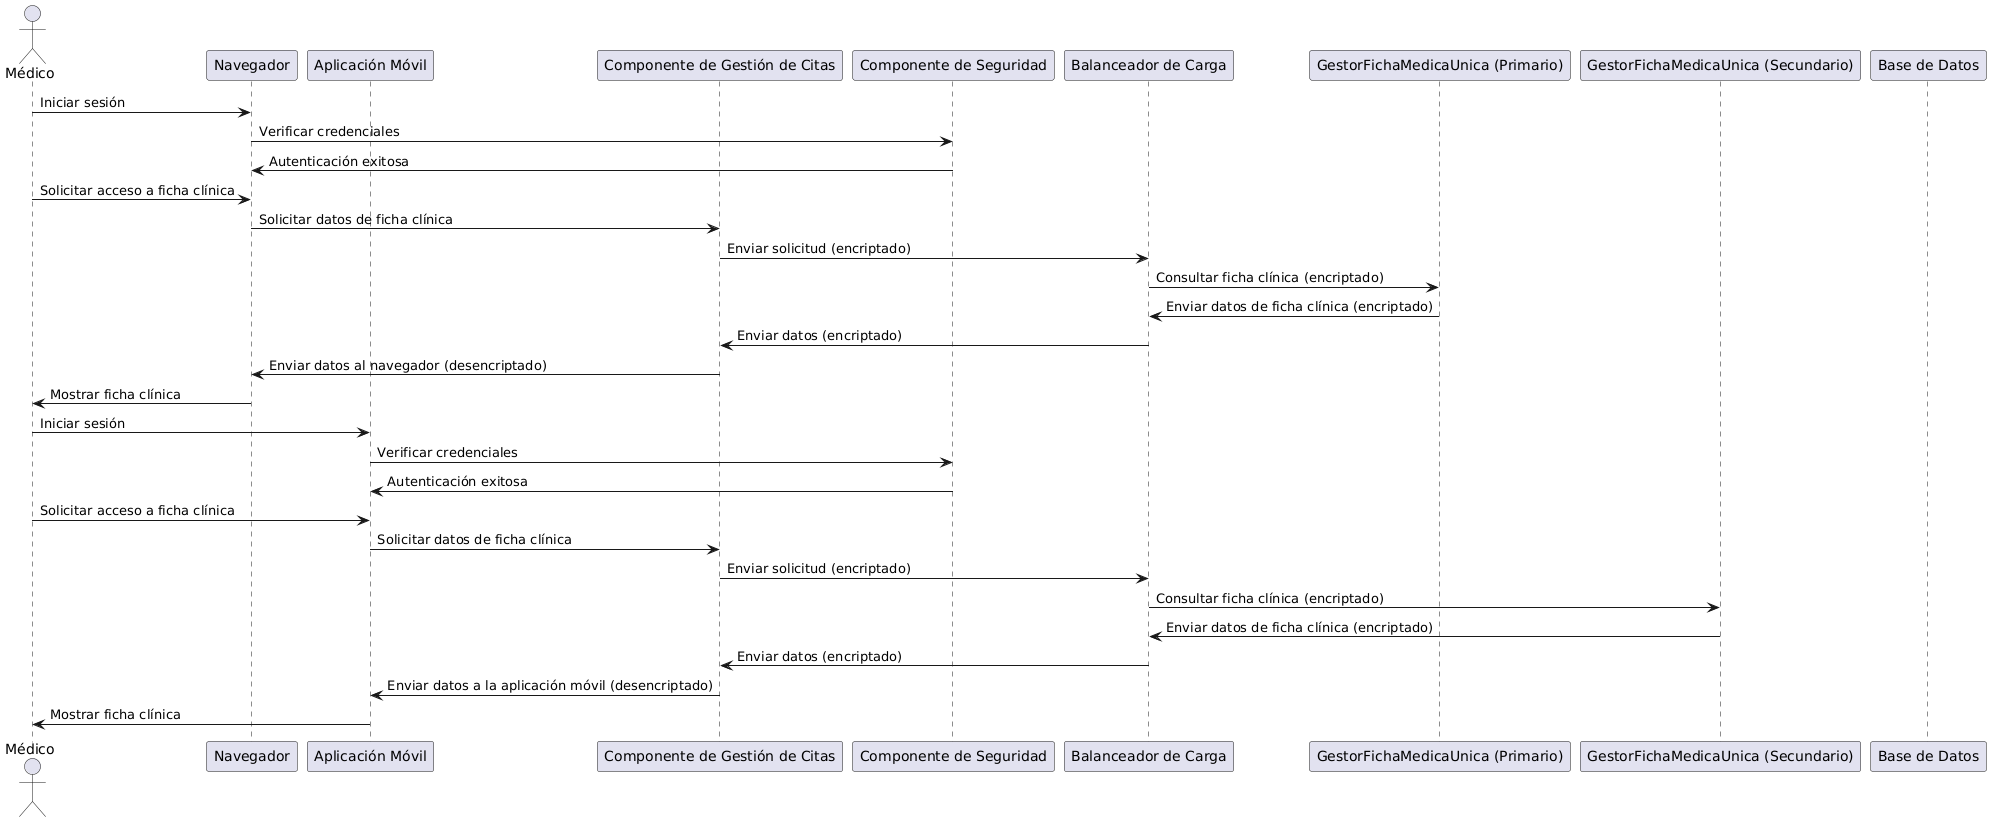 Médico
Navegador
Aplicación Móvil
Componente de Gestión de Citas
Componente de Seguridad
Balanceador de Carga
GestorFichaMedicaUnica (Primario)
GestorFichaMedicaUnica (Secundario)
Base de Datos
Iniciar sesión
Verificar credenciales
Autenticación exitosa
Solicitar acceso a ficha clínica
Solicitar datos de ficha clínica
Enviar solicitud (encriptado)
Consultar ficha clínica (encriptado)
Enviar datos de ficha clínica (encriptado)
Enviar datos (encriptado)
Enviar datos al navegador (desencriptado)
Mostrar ficha clínica
Iniciar sesión
Verificar credenciales
Autenticación exitosa
Solicitar acceso a ficha clínica
Solicitar datos de ficha clínica
Enviar solicitud (encriptado)
Consultar ficha clínica (encriptado)
Enviar datos de ficha clínica (encriptado)
Enviar datos (encriptado)
Enviar datos a la aplicación móvil (desencriptado)
Mostrar ficha clínica
Médico
Navegador
Aplicación Móvil
Componente de Gestión de Citas
Componente de Seguridad
Balanceador de Carga
GestorFichaMedicaUnica (Primario)
GestorFichaMedicaUnica (Secundario)
Base de Datos